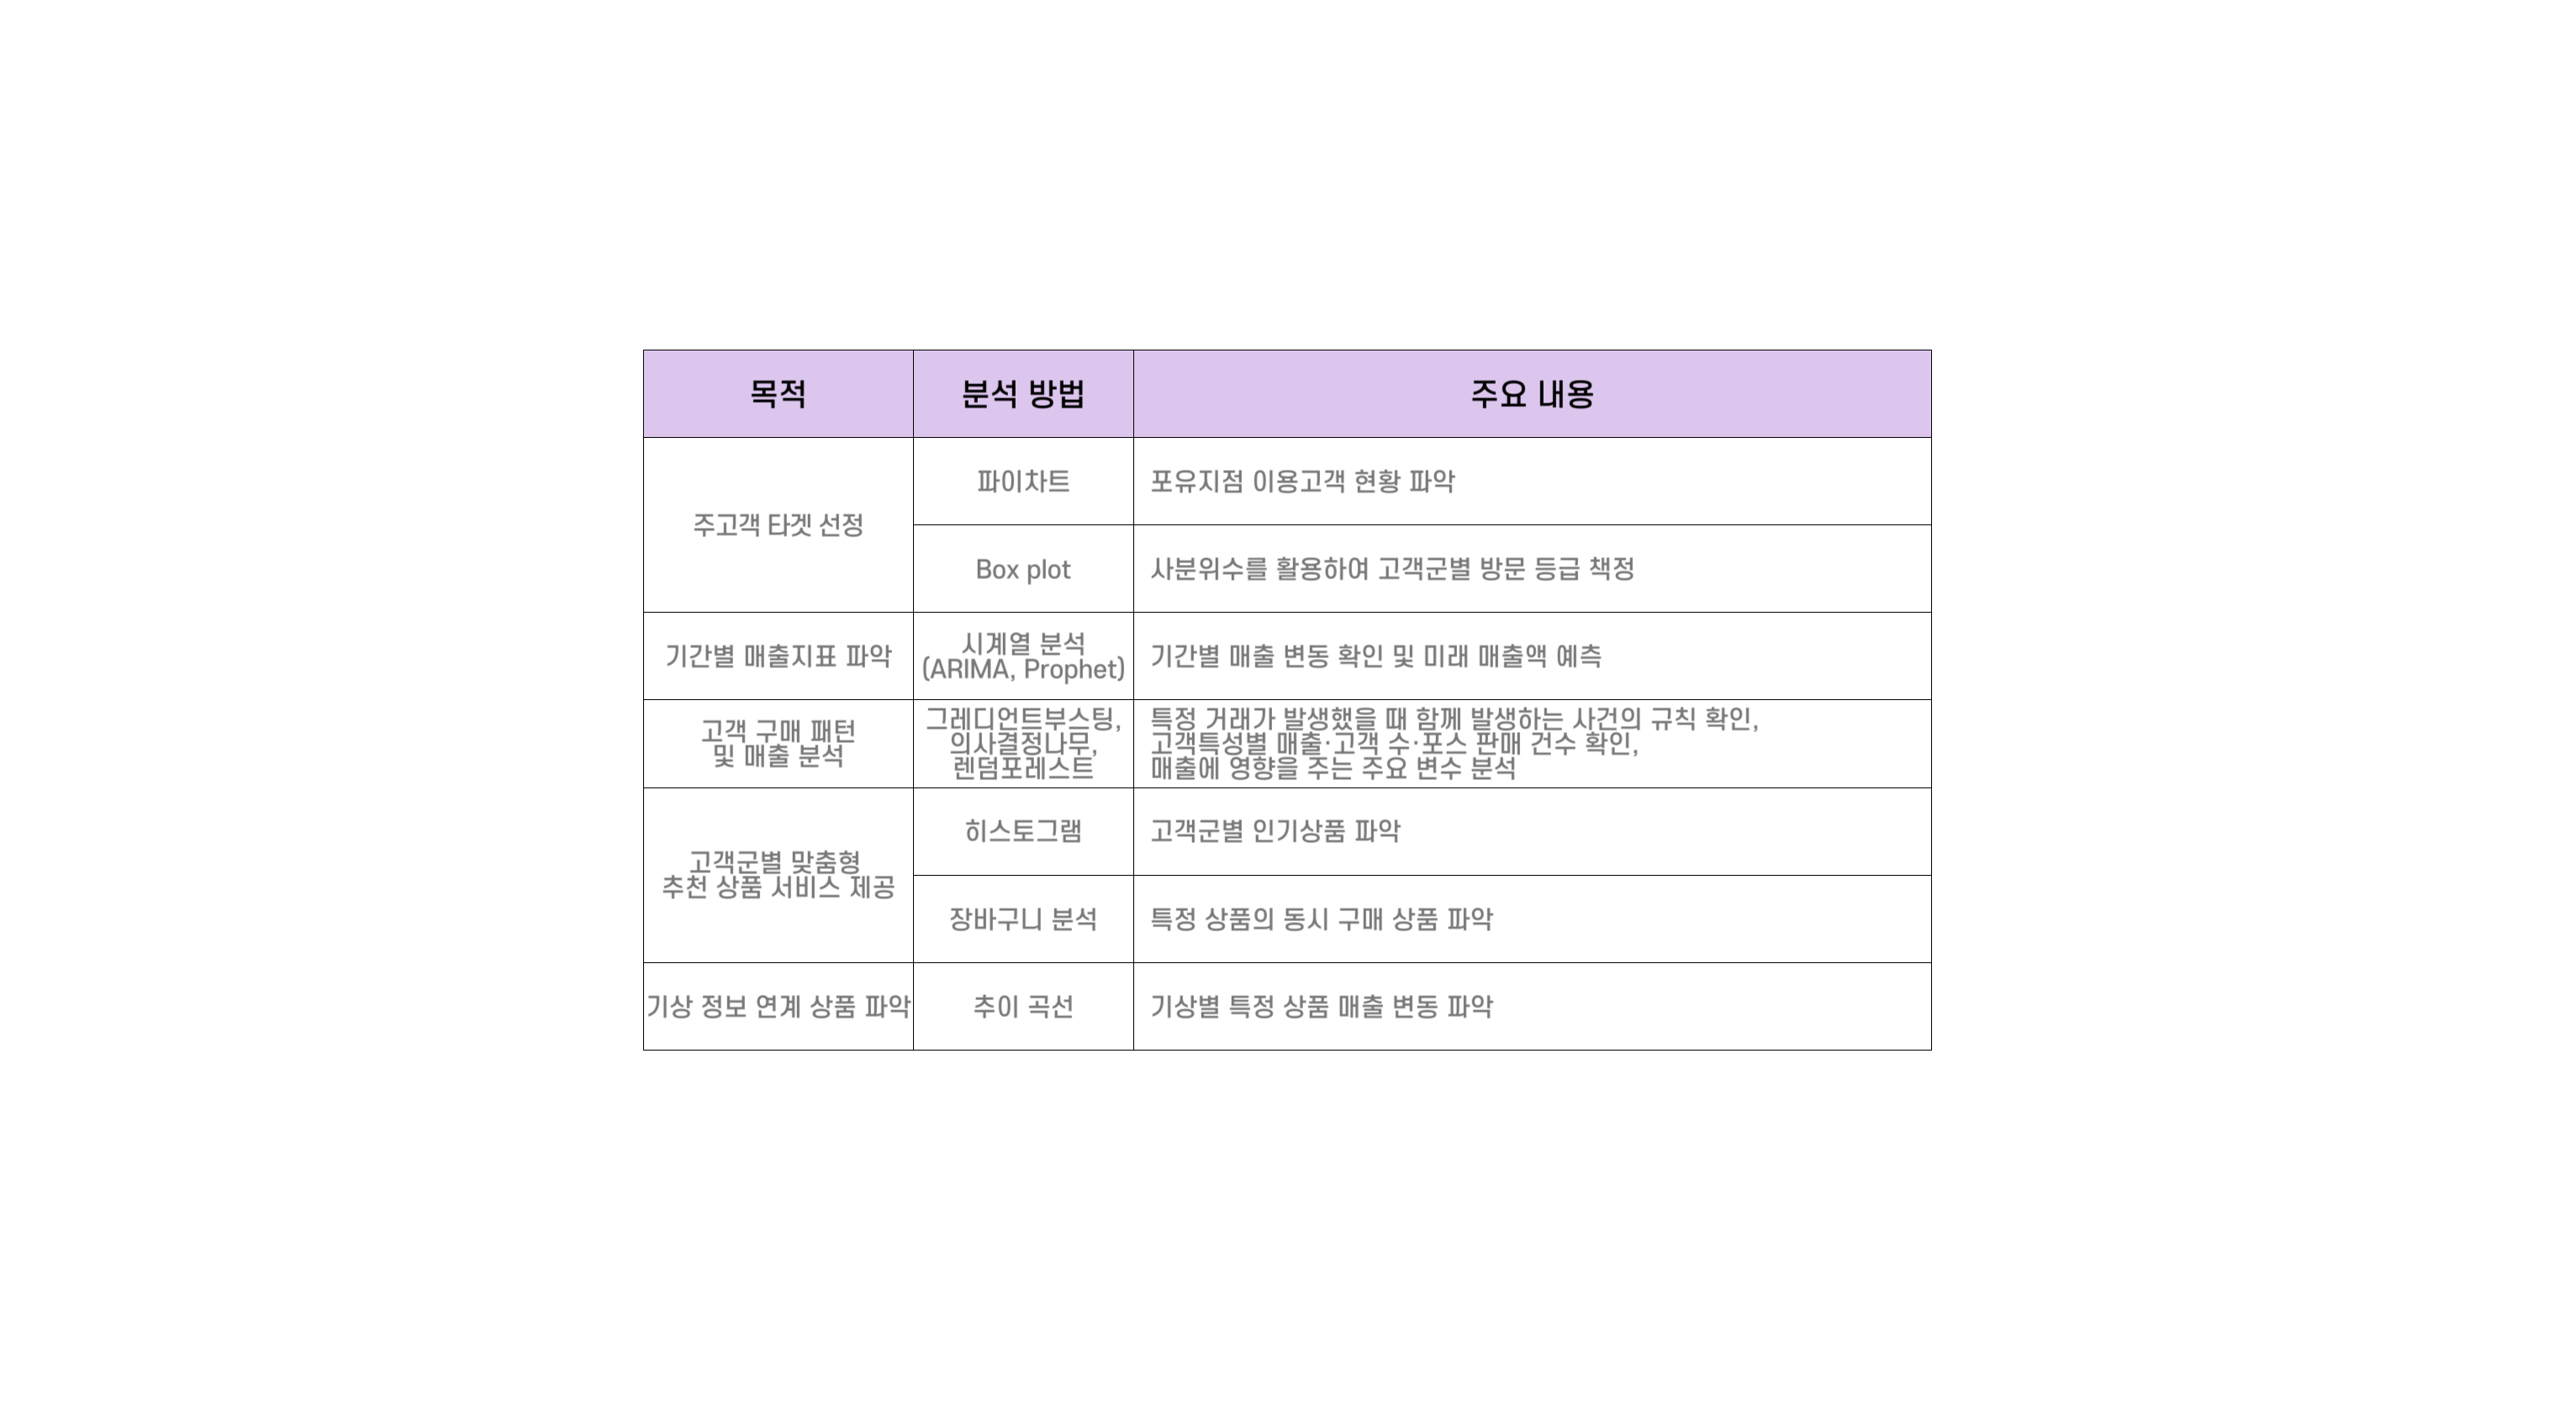 목적
분석 방법
주요 내용
주고객 타겟 선정
파이차트
포유지점 이용고객 현황 파악
Box plot
사분위수를 활용하여 고객군별 방문 등급 책정
기간별 매출지표 파악
시계열 분석
(ARIMA, Prophet)
기간별 매출 변동 확인 및 미래 매출액 예측
고객 구매 패턴
및 매출 분석
그레디언트부스팅,
의사결정나무,
렌덤포레스트
특정 거래가 발생했을 때 함께 발생하는 사건의 규칙 확인,
고객특성별 매출·고객 수·포스 판매 건수 확인,
매출에 영향을 주는 주요 변수 분석
고객군별 맞춤형
추천 상품 서비스 제공
히스토그램
고객군별 인기상품 파악
장바구니 분석
특정 상품의 동시 구매 상품 파악
기상 정보 연계 상품 파악
추이 곡선
기상별 특정 상품 매출 변동 파악